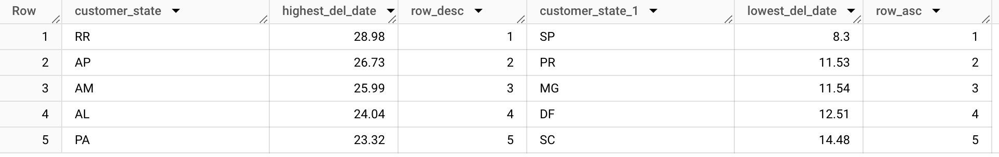 Row customer_state highest_del_date row_desc customer_state_1 lowest_del_date row_asc
1 RR 28.98 1 SP 8.3 1
2 AP 26.73 2 PR 11.53 2
3 AM 25.99 3 MG 11.54 3
4 AL 24.04 4 DF 12.51 4
5 PA 23.32 5 SC 14.48 5